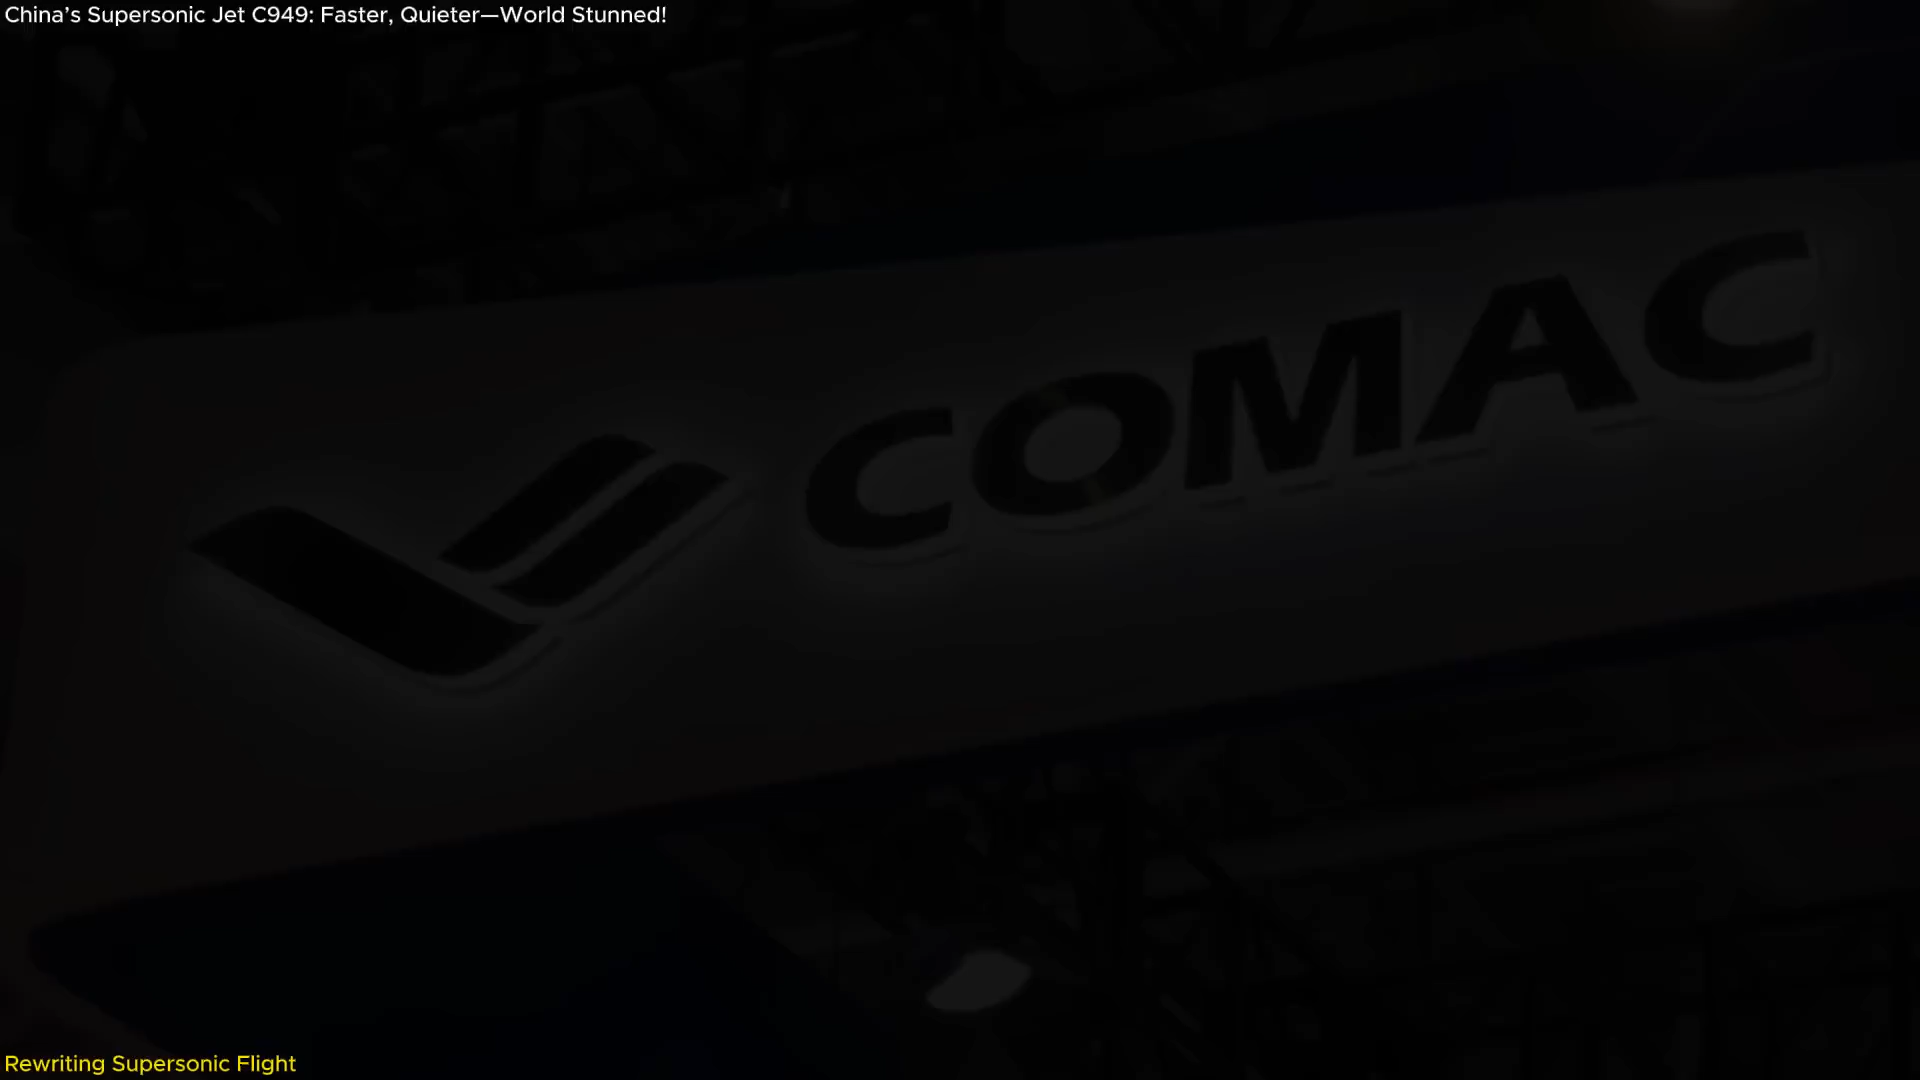 China’s Supersonic Jet C949: Faster, Quieter—World Stunned!
COMAC
Rewriting Supersonic Flight